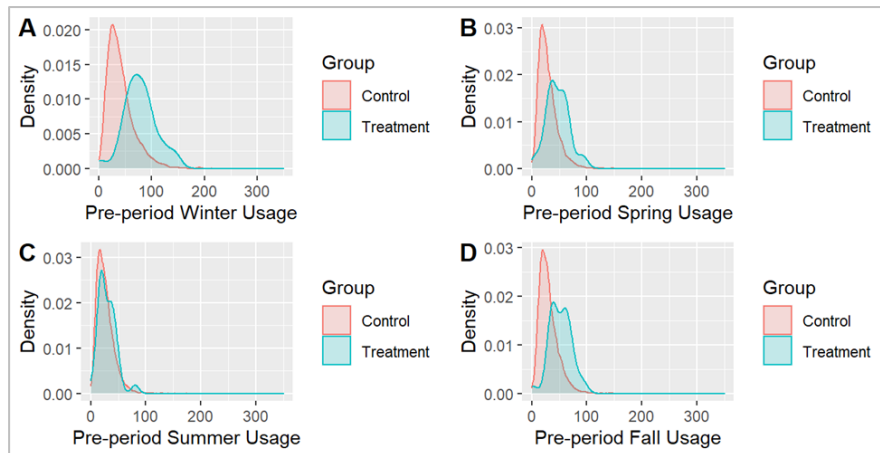 A
Density
0.020
0.015
0.010
0.005
0.000
0 100 200 300
Pre-period Winter Usage
Group
Control
Treatment
B
Density
0.03
0.02
0.01
0.00
0 100 200 300
Pre-period Spring Usage
Group
Control
Treatment
C
Density
0.03
0.02
0.01
0.00
0 100 200 300
Pre-period Summer Usage
Group
Control
Treatment
D
Density
0.03
0.02
0.01
0.00
0 100 200 300
Pre-period Fall Usage
Group
Control
Treatment